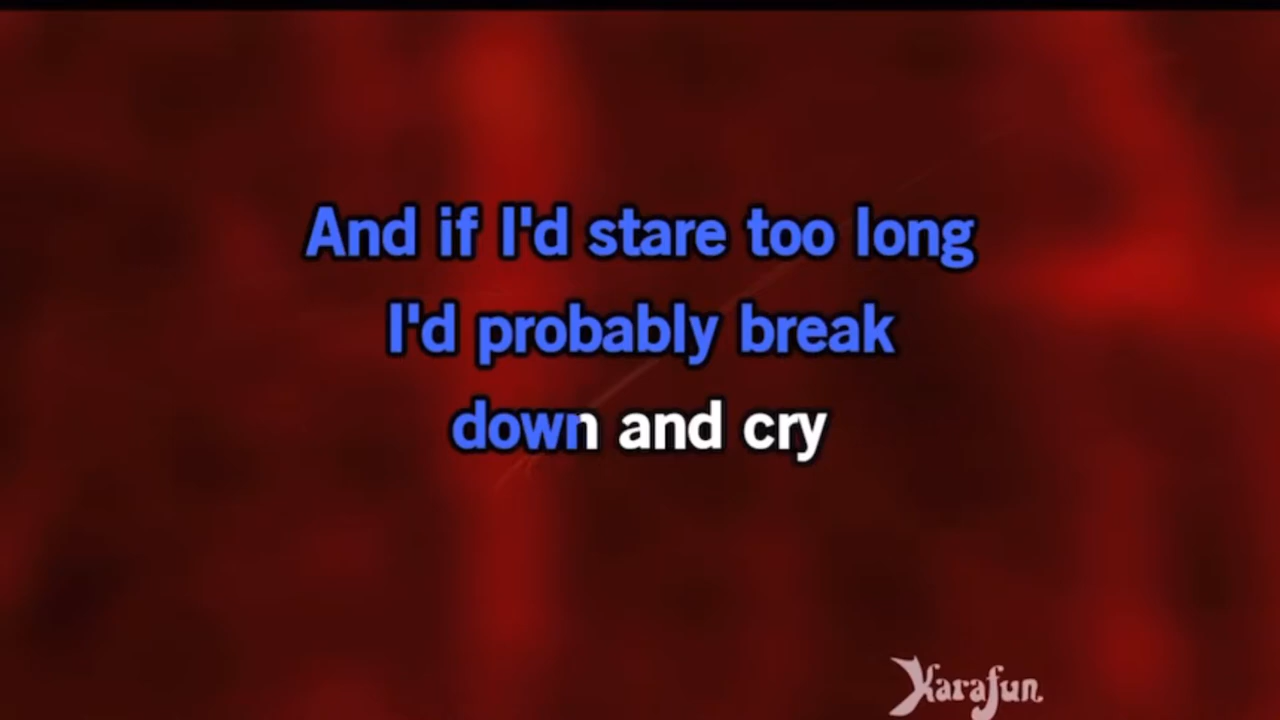 And if I'd stare too long
I'd probably break
down and cry
Karafun